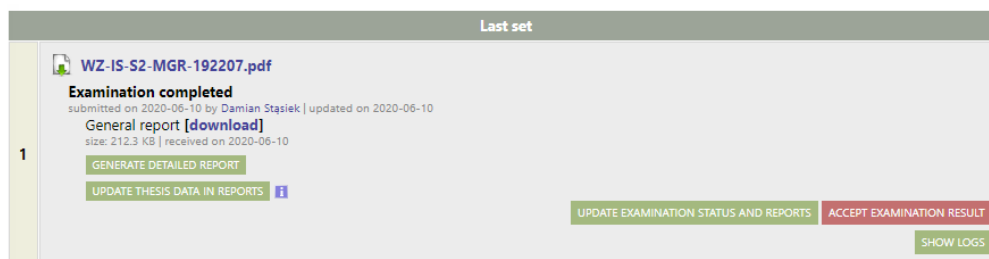 Last set
1
WZ-IS-S2-MGR-192207.pdf
Examination completed
submitted on 2020-06-10 by Damian Stąsiek | updated on 2020-06-10
General report [download]
size: 212.3 KB | received on 2020-06-10
GENERATE DETAILED REPORT
UPDATE THESIS DATA IN REPORTS i
UPDATE EXAMINATION STATUS AND REPORTS ACCEPT EXAMINATION RESULT
SHOW LOGS